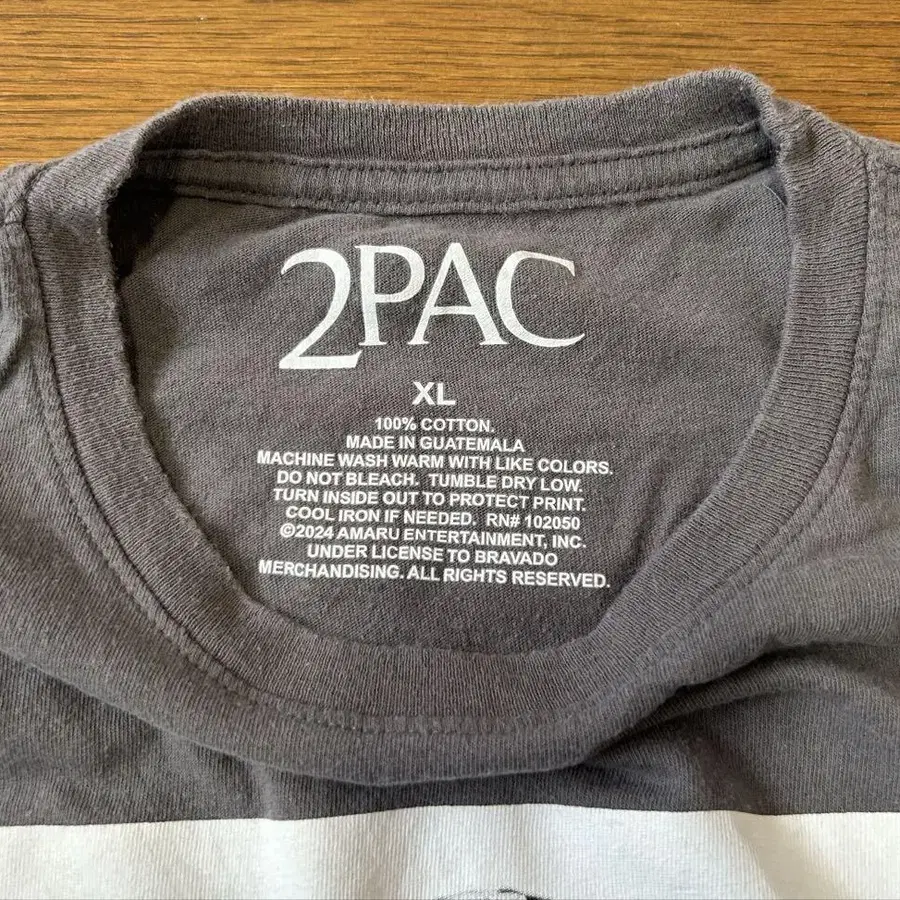 2PAC
XL
100% COTTON.
MADE IN GUATEMALA
MACHINE WASH WARM WITH LIKE COLORS.
DO NOT BLEACH. TUMBLE DRY LOW.
TURN INSIDE OUT TO PROTECT PRINT.
COOL IRON IF NEEDED. RN# 102050
©2024 AMARU ENTERTAINMENT, INC.
UNDER LICENSE TO BRAVADO
MERCHANDISING. ALL RIGHTS RESERVED.